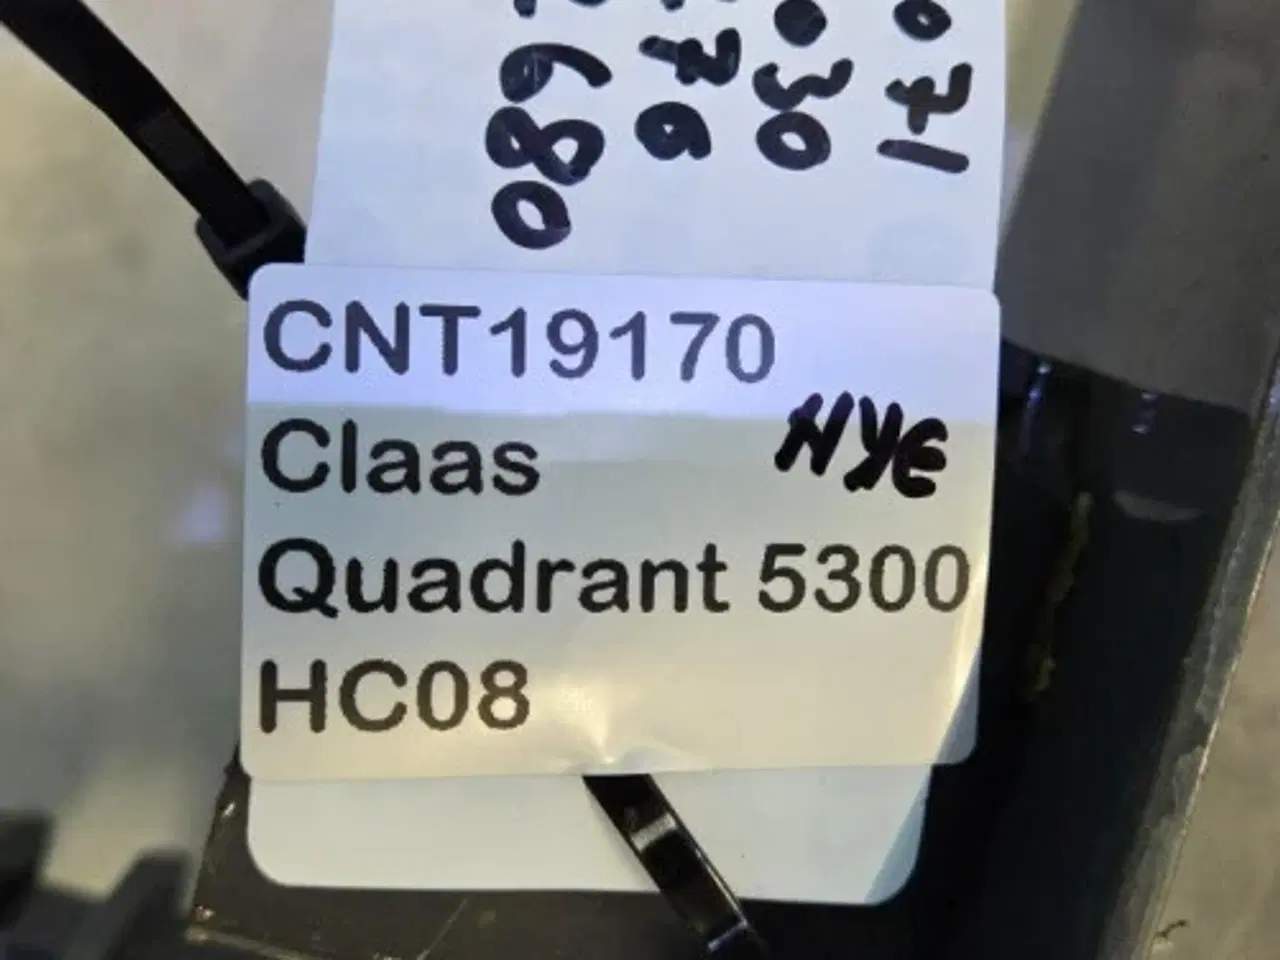 CNT19170
Claas NYE
Quadrant 5300
HC08